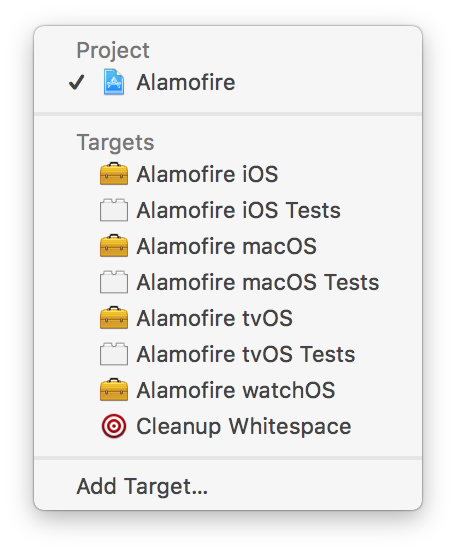 Project
Alamofire
Targets
Alamofire iOS
Alamofire iOS Tests
Alamofire macOS
Alamofire macOS Tests
Alamofire tvOS
Alamofire tvOS Tests
Alamofire watchOS
Cleanup Whitespace
Add Target...